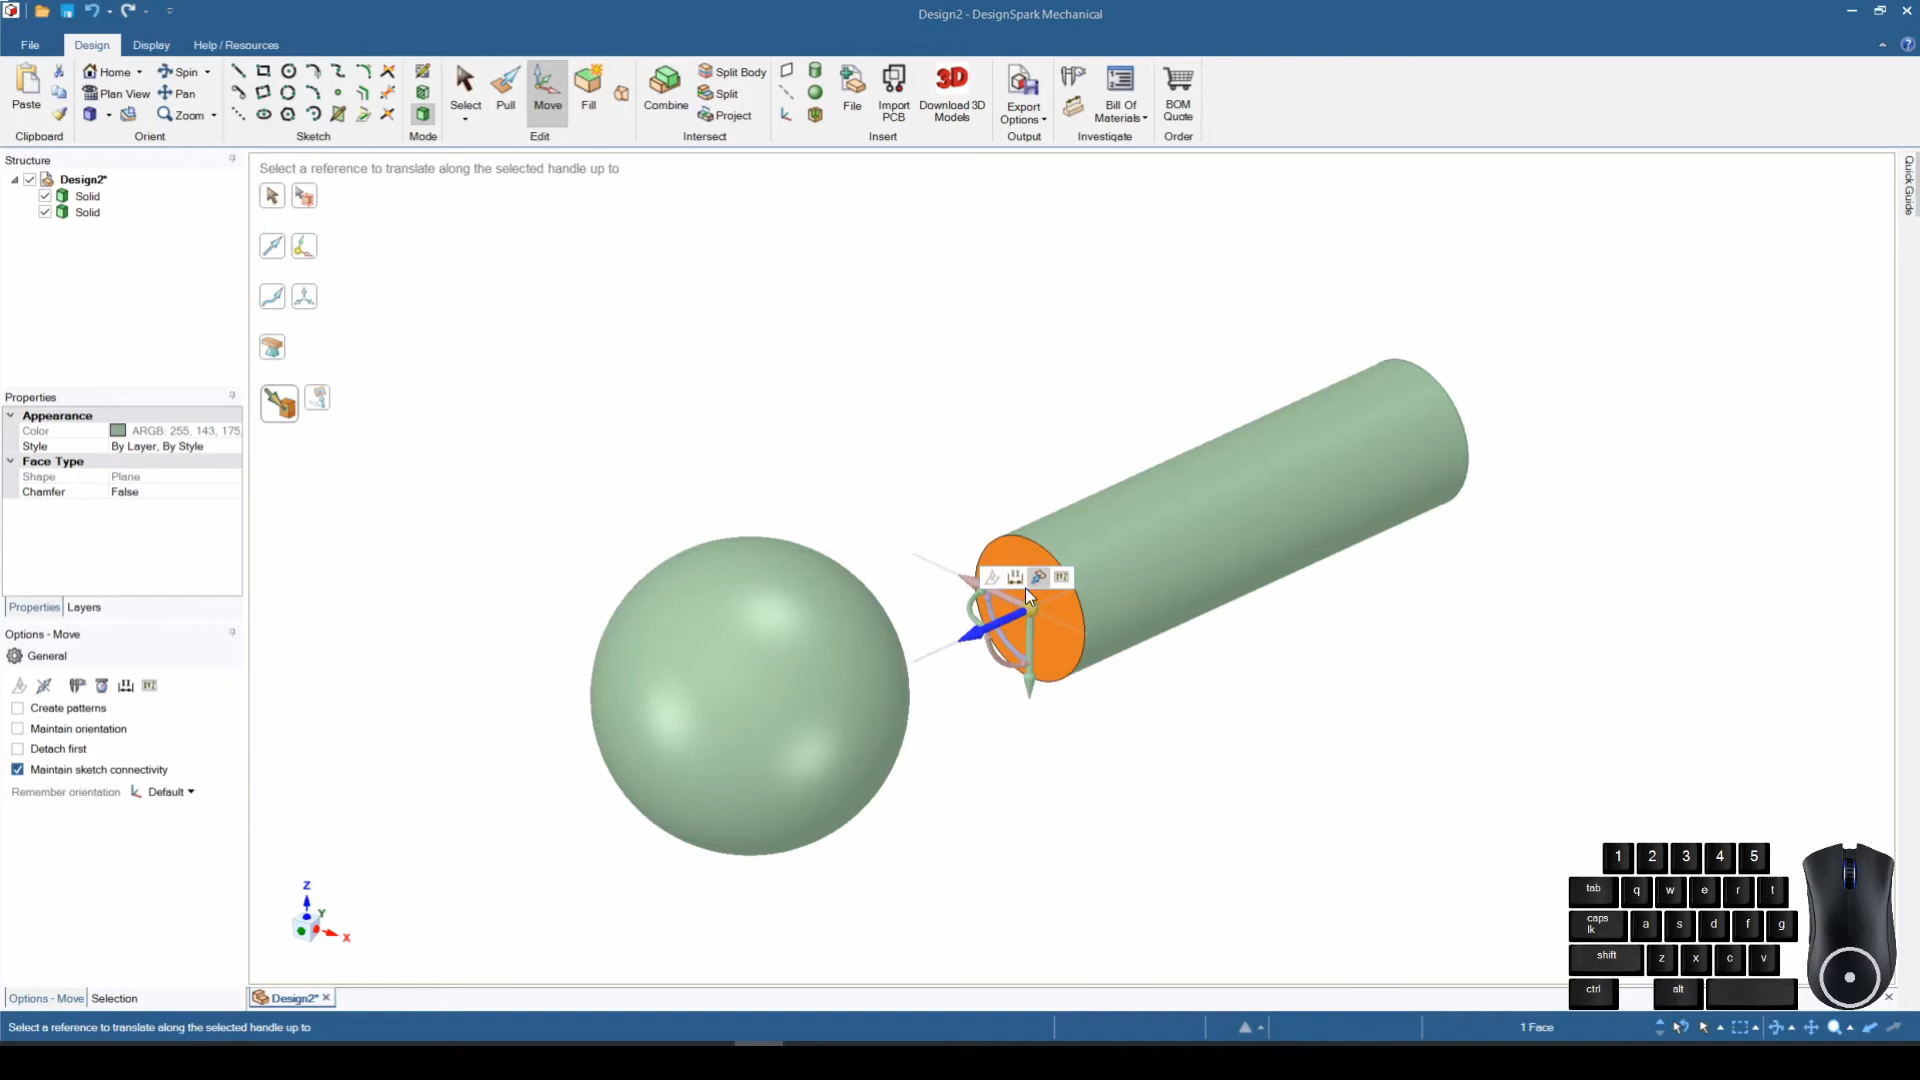 Design2 - DesignSpark Mechanical
File
Design
Display
Help / Resources
Paste
Home
Spin
Plan View
Pan
Zoom
Select
Pull
Move
Fill
Combine
Split Body
Split
Project
File
Import PCB
Download 3D Models
Export Options
Bill Of Materials
BOM Quote
Clipboard
Orient
Sketch
Mode
Edit
Intersect
Insert
Output
Investigate
Order
3D
Structure
Design2*
Solid
Solid
Select a reference to translate along the selected handle up to
Quick Guide
Properties
Appearance
Color ARGB: 255, 143, 175,
Style By Layer, By Style
Face Type
Shape Plane
Chamfer False
Properties Layers
Options - Move
General
XYZ
Create patterns
Maintain orientation
Detach first
Maintain sketch connectivity
Remember orientation Default
Z
Y
X
1 2 3 4 5
tab q w e r t
caps lk a s d f g
shift z x c v
ctrl alt
Options - Move Selection
Design2*
Select a reference to translate along the selected handle up to
1 Face